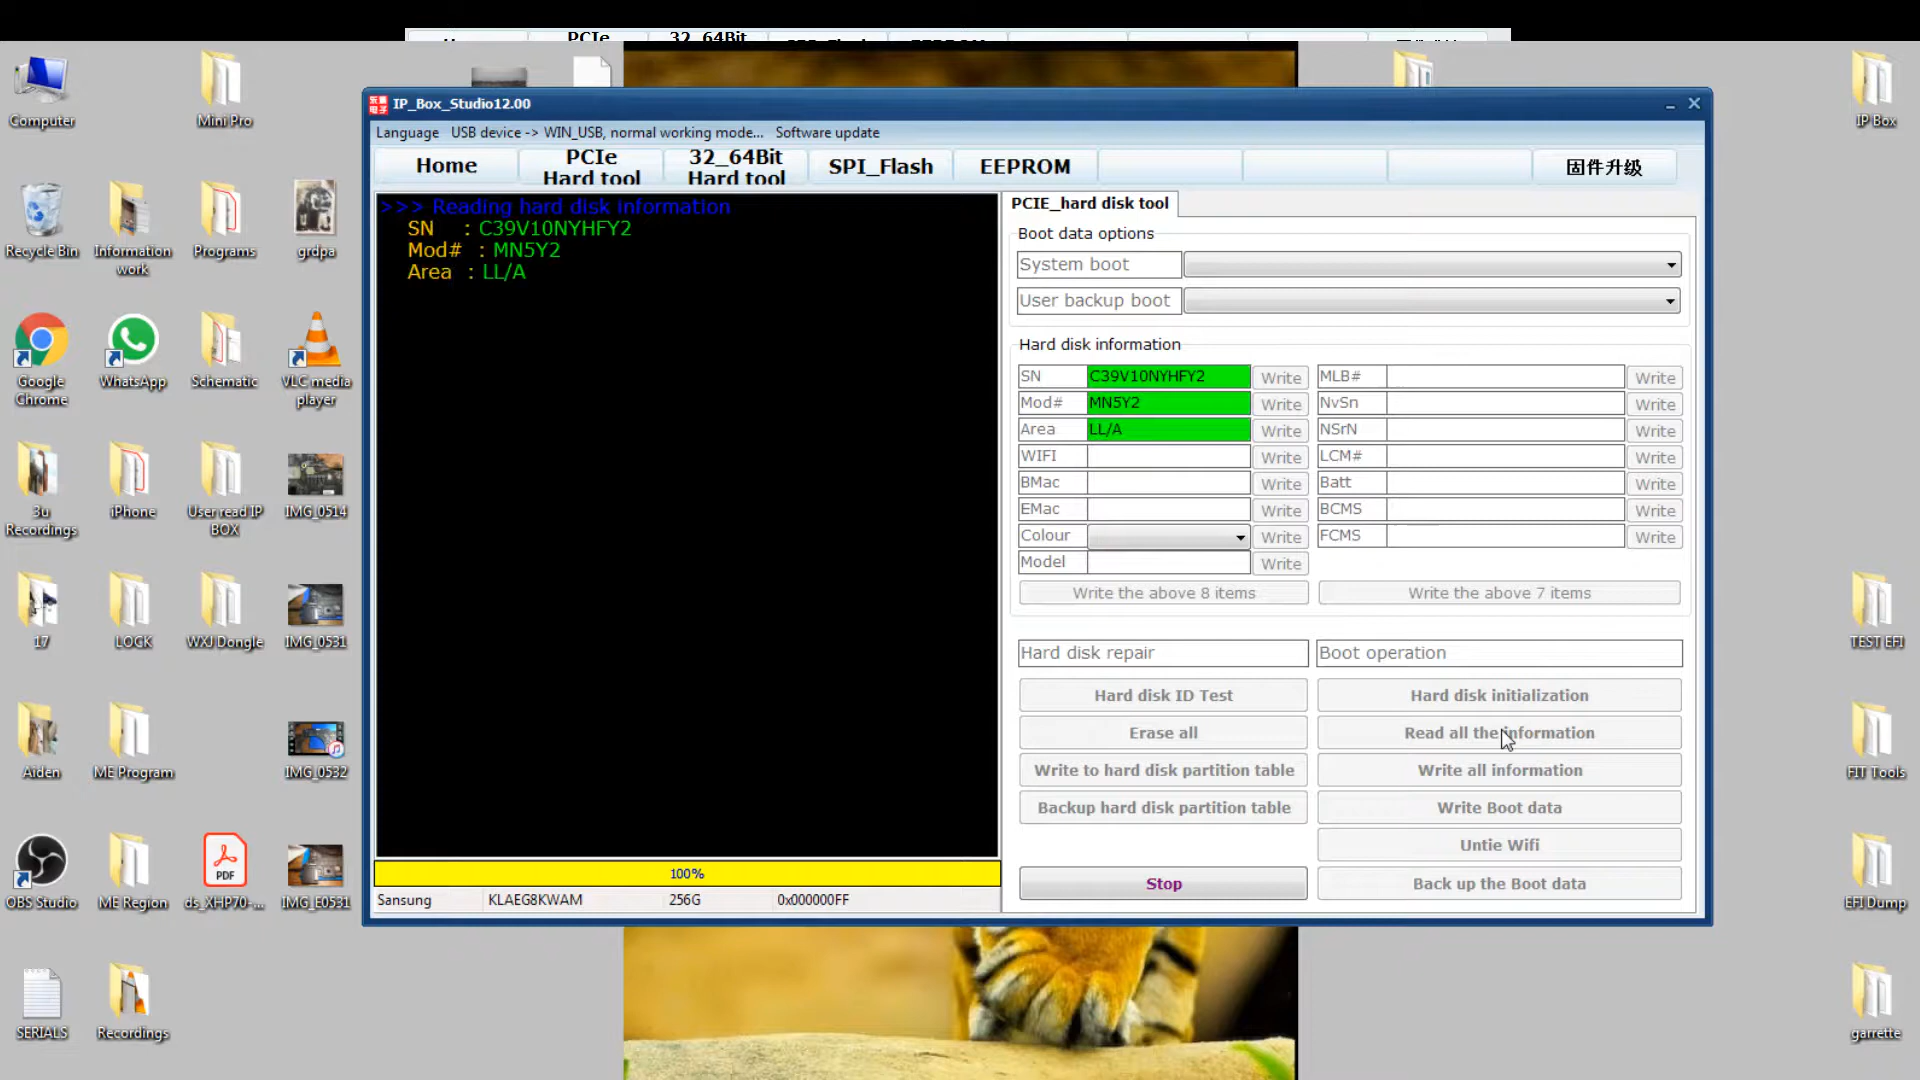 PCIe
32_64Bit
Computer
Mini Pro
IP Box
IP_Box_Studio12.00
Language USB device -> WIN_USB, normal working mode... Software update
Home
PCIe
Hard tool
32_64Bit
Hard tool
SPI_Flash
EEPROM
固件升级
>>> Reading hard disk information
SN : C39V10NYHFY2
Mod# : MN5Y2
Area : LL/A
PCIE_hard disk tool
Boot data options
System boot
User backup boot
Hard disk information
SN C39V10NYHFY2 Write MLB# Write
Mod# MN5Y2 Write NvSn Write
Area LL/A Write NSrN Write
WIFI Write LCM# Write
BMac Write Batt Write
EMac Write BCMS Write
Colour Write FCMS Write
Model Write
Write the above 8 items Write the above 7 items
Hard disk repair Boot operation
Hard disk ID Test Hard disk initialization
Erase all Read all the information
Write to hard disk partition table Write all information
Backup hard disk partition table Write Boot data
Untie Wifi
Stop Back up the Boot data
100%
Sansung KLAEG8KWAM 256G 0x000000FF
Recycle Bin
Information work
Programs
grdpa
Google Chrome
WhatsApp
Schematic
VLC media player
3u Recordings
iPhone
User read IP BOX
IMG_0514
17
LOCK
WXJ Dongle
IMG_0531
TEST EFI
Aiden
ME Program
IMG_0532
FIT Tools
OBS Studio
ME Region
PDF
ds_XHP70-...
IMG_E0531
EFI Dump
SERIALS
Recordings
garrette